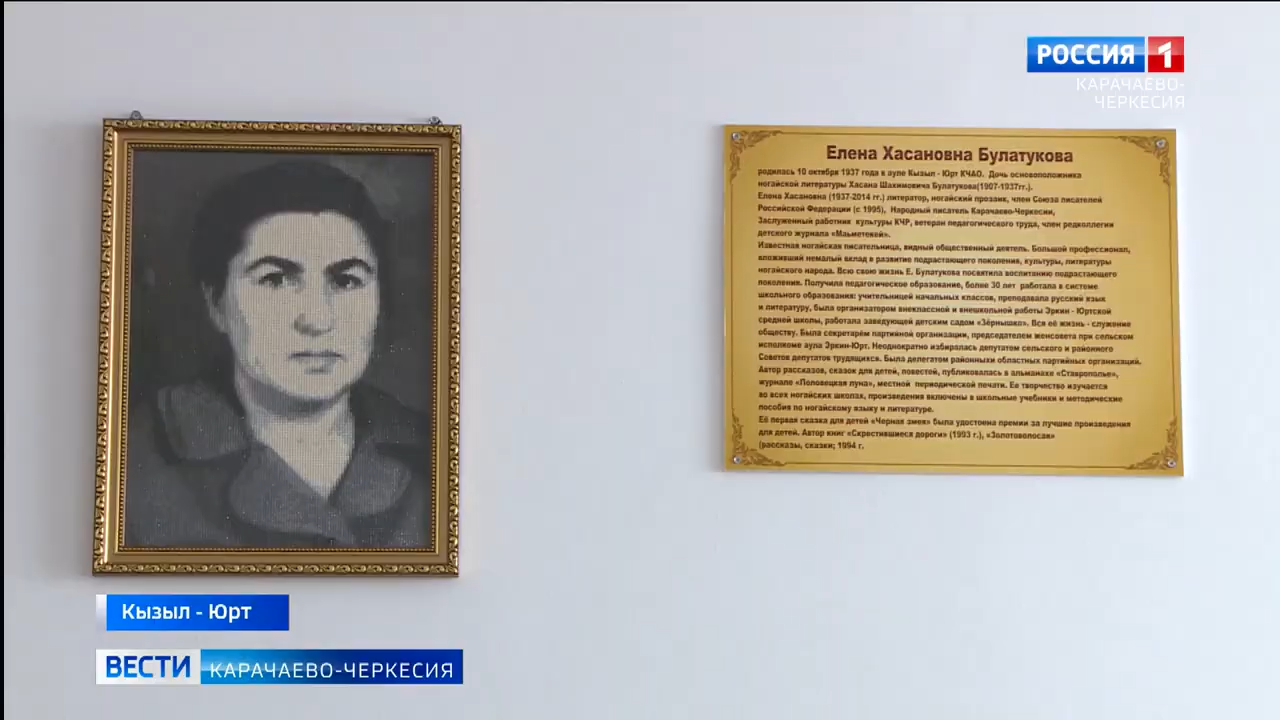 РОССИЯ 1
КАРАЧАЕВО-
ЧЕРКЕСИЯ
Елена Хасановна Булатукова
родилась 10 октября 1937 года в ауле Кызыл - Юрт КЧАО. Дочь основоположника
ногайской литературы Хасана Шахимовича Булатукова(1907-1937гг.).
Елена Хасановна (1937-2014 гг.) литератор, ногайский прозаик, член Союза писателей
Российской Федерации (с 1995), Народный писатель Карачаево-Черкесии,
Заслуженный работник культуры КЧР, ветеран педагогического труда, член редколлегии
детского журнала «Маьметекей».
Известная ногайская писательница, видный общественный деятель. Большой профессионал,
вложивший немалый вклад в развитие подрастающего поколения, культуры, литературы
ногайского народа. Всю свою жизнь Е. Булатукова посвятила воспитанию подрастающего
поколения. Получила педагогическое образование, более 30 лет работала в системе
школьного образования: учительницей начальных классов, преподавала русский язык
и литературу, была организатором внеклассной и внешкольной работы Эркин - Юртской
средней школы, работала заведующей детским садом «Зёрнышко». Вся её жизнь - служение
обществу. Была секретарём партийной организации, председателем женсовета при сельском
исполкоме аула Эркин-Юрт. Неоднократно избиралась депутатом сельского и районного
Советов депутатов трудящихся. Была делегатом районных областных партийных организаций.
Автор рассказов, сказок для детей, повестей, публиковалась в альманахе «Ставрополье»,
журнале «Половецкая луна», местной периодической печати. Ее творчество изучается
во всех ногайских школах, произведения включены в школьные учебники и методические
пособия по ногайскому языку и литературе.
Её первая сказка для детей «Черная змея» была удостоена премии за лучшие произведения
для детей. Автор книг «Скрестившиеся дороги» (1993 г.), «Золотоволосая»
(рассказы, сказки; 1994 г.
Кызыл - Юрт
ВЕСТИ КАРАЧАЕВО-ЧЕРКЕСИЯ